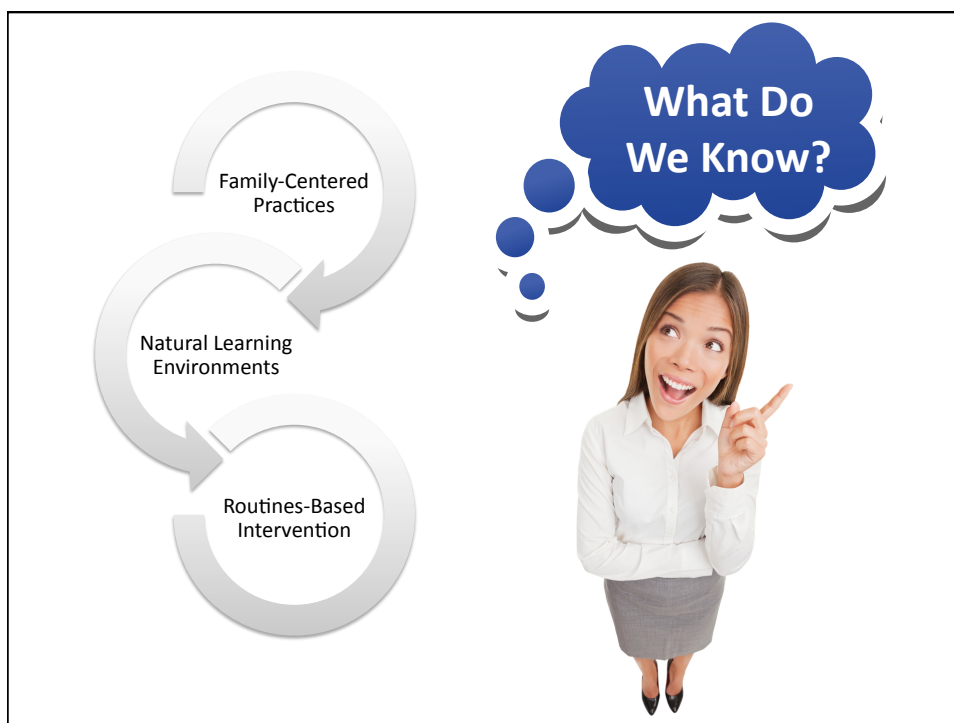 What Do
We Know?
Family-Centered
Practices
Natural Learning
Environments
Routines-Based
Intervention